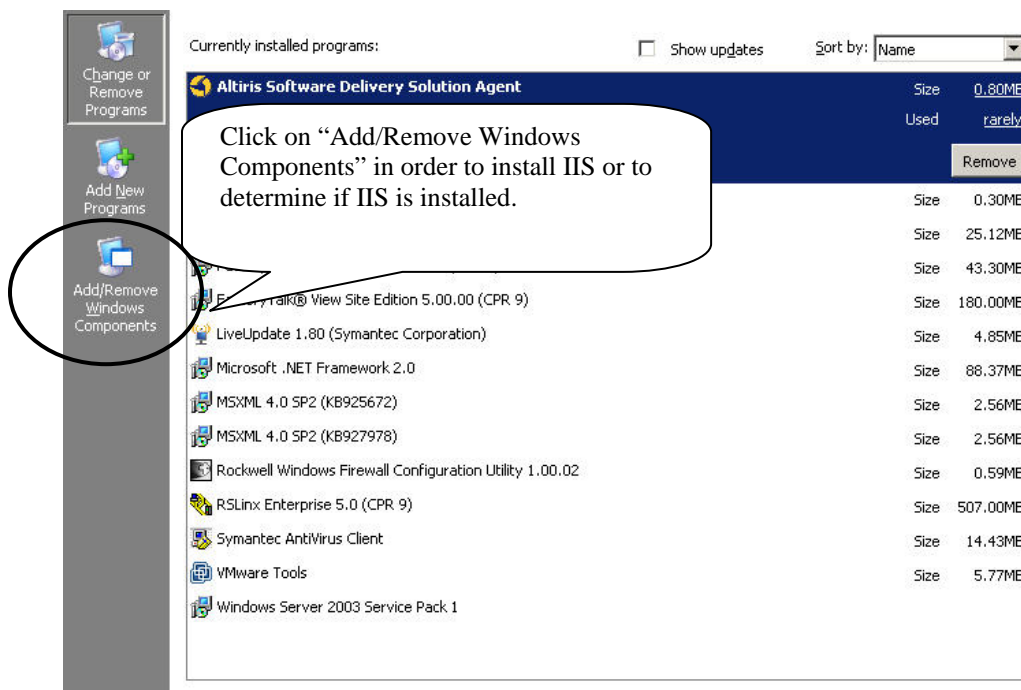 Change or
Remove
Programs
Add New
Programs
Add/Remove
Windows
Components
Currently installed programs:
Show updates
Sort by: Name
Altiris Software Delivery Solution Agent
Size 0.80MB
Used rarely
Remove
Click on “Add/Remove Windows
Components” in order to install IIS or to
determine if IIS is installed.
Size 0.30MB
Size 25.12MB
Size 43.30MB
View Site Edition 5.00.00 (CPR 9) Size 180.00MB
LiveUpdate 1.80 (Symantec Corporation) Size 4.85MB
Microsoft .NET Framework 2.0 Size 88.37MB
MSXML 4.0 SP2 (KB925672) Size 2.56MB
MSXML 4.0 SP2 (KB927978) Size 2.56MB
Rockwell Windows Firewall Configuration Utility 1.00.02 Size 0.59MB
RSLinx Enterprise 5.0 (CPR 9) Size 507.00MB
Symantec AntiVirus Client Size 14.43MB
VMware Tools Size 5.77MB
Windows Server 2003 Service Pack 1